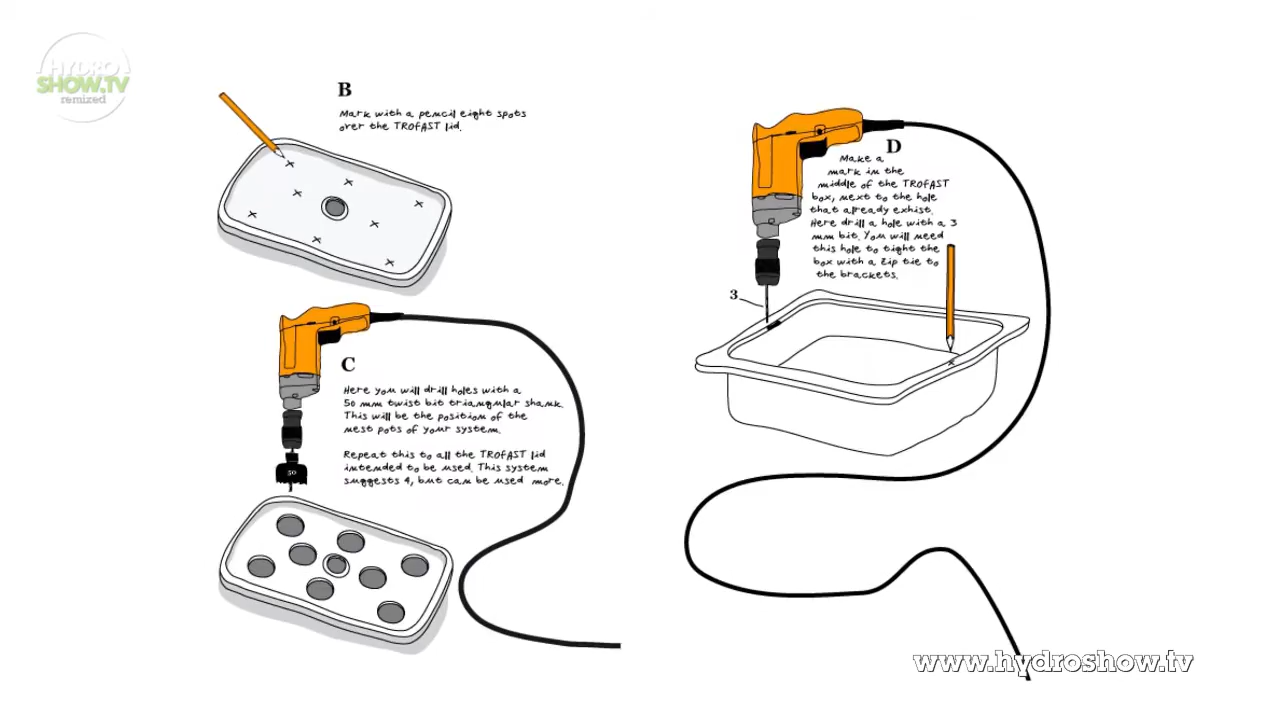 HYDRO
SHOW.TV
remixed
B
Mark with a pencil eight spots
over the TROFAST lid.
C
Here you will drill holes with a
50 mm twist bit triangular shank.
This will be the position of the
nest pots of your system.
Repeat this to all the TROFAST lid
intended to be used. This system
suggests 4, but can be used more.
50
D
Make a
mark in the
middle of the TROFAST
box, next to the hole
that already exhist.
Here drill a hole with a 3
mm bit. You will need
this hole to tight the
box with a zip tie to
the brackets.
3
www.hydroshow.tv